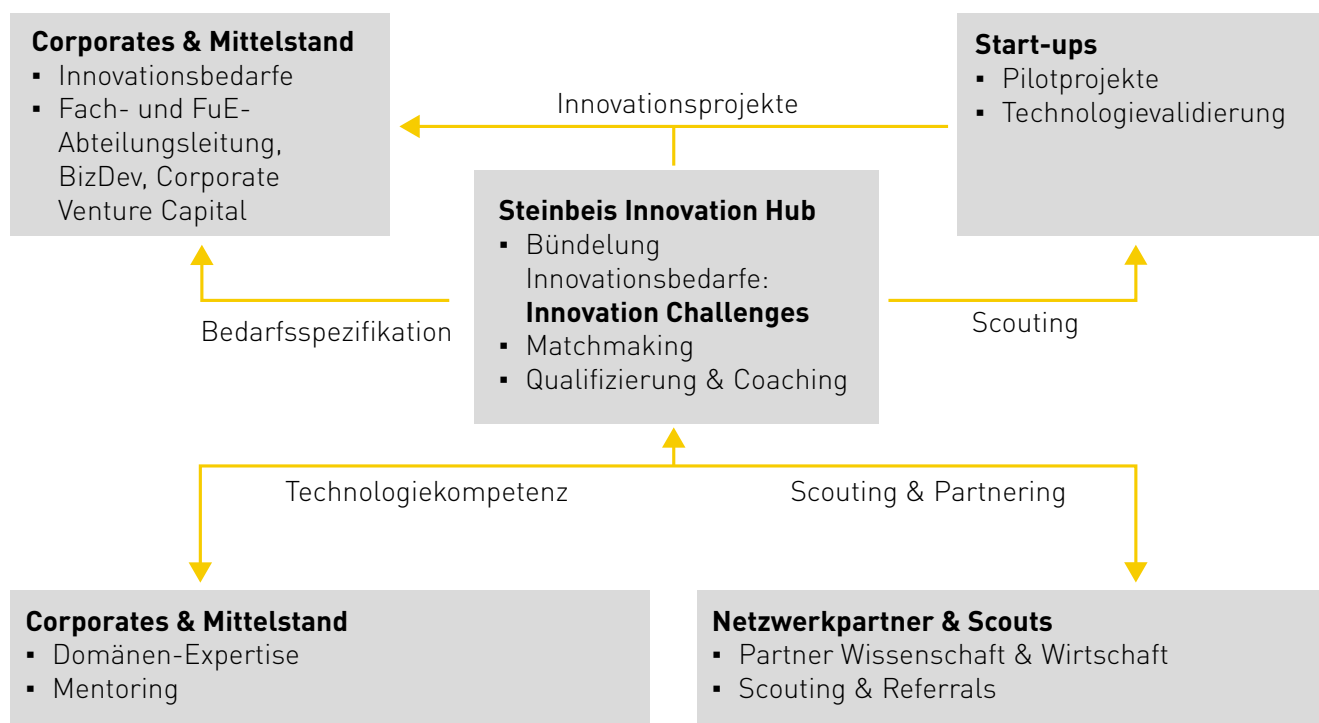 Corporates & Mittelstand
▪ Innovationsbedarfe
▪ Fach- und FuE-
Abteilungsleitung,
BizDev, Corporate
Venture Capital
Innovationsprojekte
Start-ups
▪ Pilotprojekte
▪ Technologievalidierung
Steinbeis Innovation Hub
▪ Bündelung
Innovationsbedarfe:
Innovation Challenges
▪ Matchmaking
▪ Qualifizierung & Coaching
Bedarfsspezifikation
Scouting
Technologiekompetenz
Scouting & Partnering
Corporates & Mittelstand
▪ Domänen-Expertise
▪ Mentoring
Netzwerkpartner & Scouts
▪ Partner Wissenschaft & Wirtschaft
▪ Scouting & Referrals